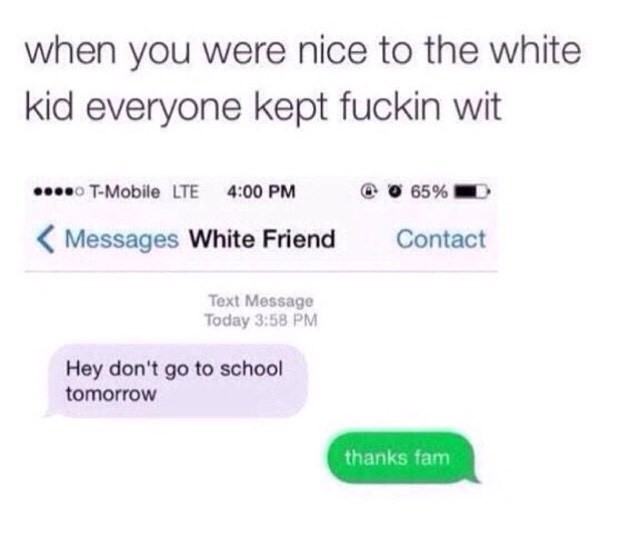 when you were nice to the white
kid everyone kept fuckin wit
T-Mobile LTE 4:00 PM 65%
Messages White Friend Contact
Text Message
Today 3:58 PM
Hey don't go to school
tomorrow
thanks fam